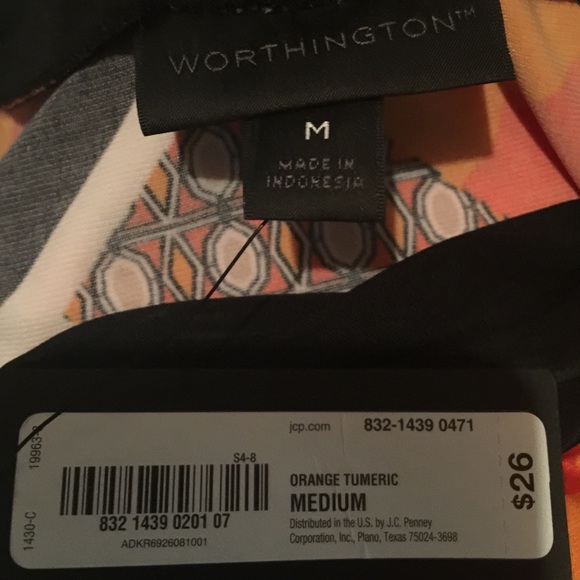 WORTHINGTON™
M
MADE IN
INDONESIA
jcp.com 832-1439 0471
S4-8
832 1439 0201 07
ADKR6926081001
1430-C
ORANGE TUMERIC
MEDIUM
Distributed in the U.S. by J.C. Penney
Corporation, Inc., Plano, Texas 75024-3698
$26